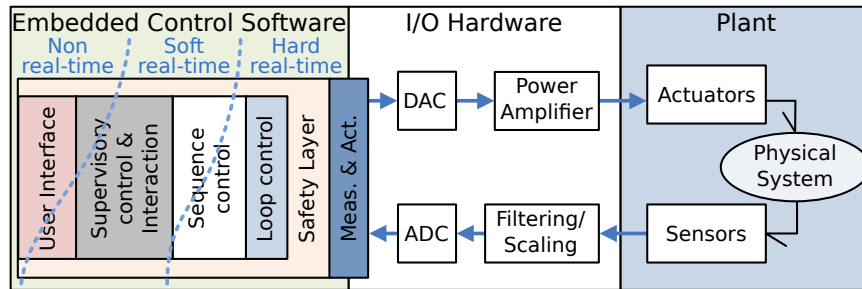 Embedded Control Software
I/O Hardware
Plant
Non
real-time
Soft
real-time
Hard
real-time
User Interface
Supervisory
control &
Interaction
Sequence
control
Loop control
Safety Layer
Meas. & Act.
DAC
Power
Amplifier
Actuators
Physical
System
ADC
Filtering/
Scaling
Sensors